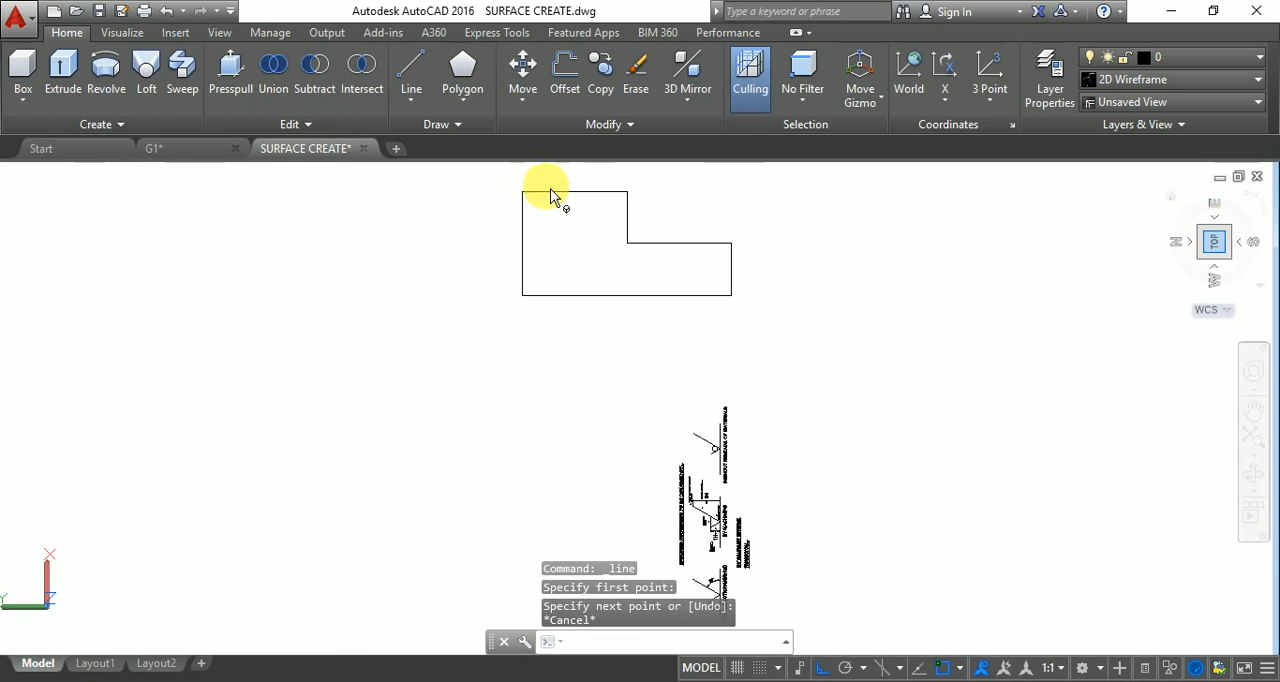 Autodesk AutoCAD 2016 SURFACE CREATE.dwg
Type a keyword or phrase
Sign In
Home Visualize Insert View Manage Output Add-ins A360 Express Tools Featured Apps BIM 360 Performance
Box Extrude Revolve Loft Sweep
Presspull Union Subtract Intersect
Line Polygon
Move Offset Copy Erase 3D Mirror
Culling No Filter Move Gizmo
World X 3 Point
Layer Properties
0
2D Wireframe
Unsaved View
Create Edit Draw Modify Selection Coordinates Layers & View
Start G1* SURFACE CREATE*
E
N TOP S
W
WCS
X
Y Z
Command: _line
Specify first point:
Specify next point or [Undo]:
*Cancel*
Model Layout1 Layout2
MODEL 1:1